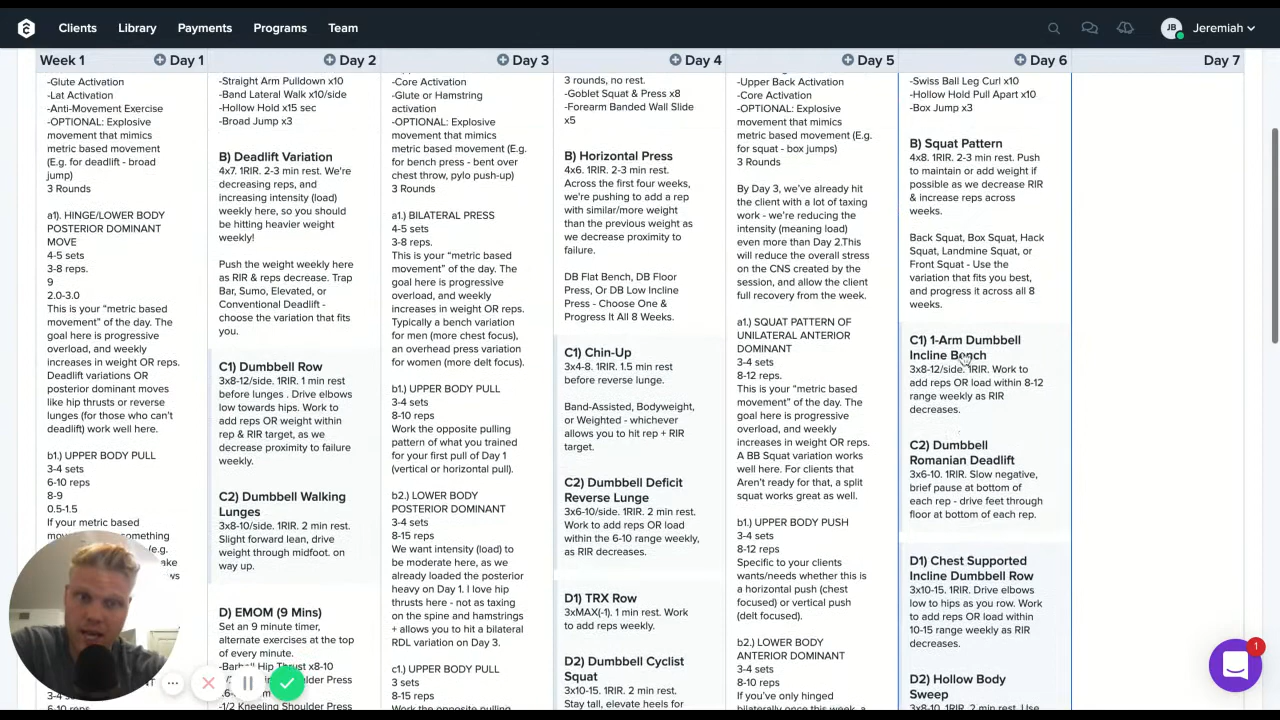 Clients Library Payments Programs Team
JB Jeremiah
Week 1 Day 1 Day 2 Day 3 Day 4 Day 5 Day 6 Day 7
-Glute Activation
-Lat Activation
-Anti-Movement Exercise
-OPTIONAL: Explosive
movement that mimics
metric based movement
(E.g. for deadlift - broad
jump)
3 Rounds
a1). HINGE/LOWER BODY
POSTERIOR DOMINANT
MOVE
4-5 sets
3-8 reps.
9
2.0-3.0
This is your “metric based
movement” of the day. The
goal here is progressive
overload, and weekly
increases in weight OR reps.
Deadlift variations OR
posterior dominant moves
like hip thrusts or reverse
lunges (for those who can’t
deadlift) work well here.
b1.) UPPER BODY PULL
3-4 sets
6-10 reps
8-9
0.5-1.5
If your metric based
-Straight Arm Pulldown x10
-Band Lateral Walk x10/side
-Hollow Hold x15 sec
-Broad Jump x3
B) Deadlift Variation
4x7. 1RIR. 2-3 min rest. We're
decreasing reps, and
increasing intensity (load)
weekly here, so you should
be hitting heavier weight
weekly!
Push the weight weekly here
as RIR & reps decrease. Trap
Bar, Sumo, Elevated, or
Conventional Deadlift -
choose the variation that fits
you.
C1) Dumbbell Row
3x8-12/side. 1RIR. 1 min rest
before lunges . Drive elbows
low towards hips. Work to
add reps OR weight within
rep & RIR target, as we
decrease proximity to failure
weekly.
C2) Dumbbell Walking
Lunges
3x8-10/side. 1RIR. 2 min rest.
Slight forward lean, drive
weight through midfoot. on
way up.
D) EMOM (9 Mins)
Set an 9 minute timer,
alternate exercises at the top
of every minute.
-Barbell Hip Thrust x8-10
-1/2 Kneeling Shoulder Press
-Core Activation
-Glute or Hamstring
activation
-OPTIONAL: Explosive
movement that mimics
metric based movement
(E.g. for bench press - bent over
chest throw, pylo push-up)
3 Rounds
a1.) BILATERAL PRESS
4-5 sets
3-8 reps.
This is your “metric based
movement” of the day. The
goal here is progressive
overload, and weekly
increases in weight OR reps.
Typically a bench variation
for men (more chest focus),
an overhead press variation
for women (more delt focus).
b1.) UPPER BODY PULL
3-4 sets
8-10 reps
Work the opposite pulling
pattern of what you trained
for your first pull of Day 1
(vertical or horizontal pull).
b2.) LOWER BODY
POSTERIOR DOMINANT
3-4 sets
8-15 reps
We want intensity (load) to
be moderate here, as we
already loaded the posterior
heavy on Day 1. I love hip
thrusts here - not as taxing
on the spine and hamstrings
+ allows you to hit a bilateral
RDL variation on Day 3.
c1.) UPPER BODY PULL
3-4 sets
8-15 reps
Work the opposite pulling
3 rounds, no rest.
-Goblet Squat & Press x8
-Forearm Banded Wall Slide
x5
B) Horizontal Press
4x6. 1RIR. 2-3 min rest.
Across the first four weeks,
we're pushing to add a rep
with similar/more weight
than the previous weight as
we decrease proximity to
failure.
DB Flat Bench, DB Floor
Press, Or DB Low Incline
Press - Choose One &
Progress It All 8 Weeks.
C1) Chin-Up
3x4-8. 1RIR. 1.5 min rest
before reverse lunge.
Band-Assisted, Bodyweight,
or Weighted - whichever
allows you to hit rep + RIR
target.
C2) Dumbbell Deficit
Reverse Lunge
3x6-10/side. 1RIR. 2 min rest.
Work to add reps OR load
within the 6-10 range weekly,
as RIR decreases.
D1) TRX Row
3xMAX(-1). 1 min rest. Work
to add reps weekly.
D2) Dumbbell Cyclist
Squat
3x10-15. 1RIR. 2 min rest.
Stay tall, elevate heels for
-Upper Back Activation
-Core Activation
-OPTIONAL: Explosive
movement that mimics
metric based movement (E.g.
for squat - box jumps)
3 Rounds
By Day 3, we’ve already hit
the client with a lot of taxing
work - we’re reducing the
intensity (meaning load)
even more than Day 2.This
will reduce the overall stress
on the CNS created by the
session, and allow the client
full recovery from the week.
a1.) SQUAT PATTERN OF
UNILATERAL ANTERIOR
DOMINANT
3-4 sets
8-12 reps.
This is your “metric based
movement” of the day. The
goal here is progressive
overload, and weekly
increases in weight OR reps.
A BB Squat variation works
well here. For clients that
Aren’t ready for that, a split
squat works great as well.
b1.) UPPER BODY PUSH
3-4 sets
8-12 reps
Specific to your clients
wants/needs whether this is
a horizontal push (chest
focused) or vertical push
(delt focused).
b2.) LOWER BODY
ANTERIOR DOMINANT
3-4 sets
8-10 reps
If you’ve only hinged
-Swiss Ball Leg Curl x10
-Hollow Hold Pull Apart x10
-Box Jump x3
B) Squat Pattern
4x8. 1RIR. 2-3 min rest. Push
to maintain or add weight if
possible as we decrease RIR
& increase reps across
weeks.
Back Squat, Box Squat, Hack
Squat, Landmine Squat, or
Front Squat - Use the
variation that fits you best,
and progress it across all 8
weeks.
C1) 1-Arm Dumbbell
Incline Bench
3x8-12/side. 1RIR. Work to
add reps OR load within 8-12
range weekly as RIR
decreases.
C2) Dumbbell
Romanian Deadlift
3x6-10. 1RIR. Slow negative,
brief pause at bottom of
each rep - drive feet through
floor at bottom of each rep.
D1) Chest Supported
Incline Dumbbell Row
3x10-15. 1RIR. Drive elbows
low to hips as you row. Work
to add reps OR load within
10-15 range weekly as RIR
decreases.
D2) Hollow Body
Sweep
1